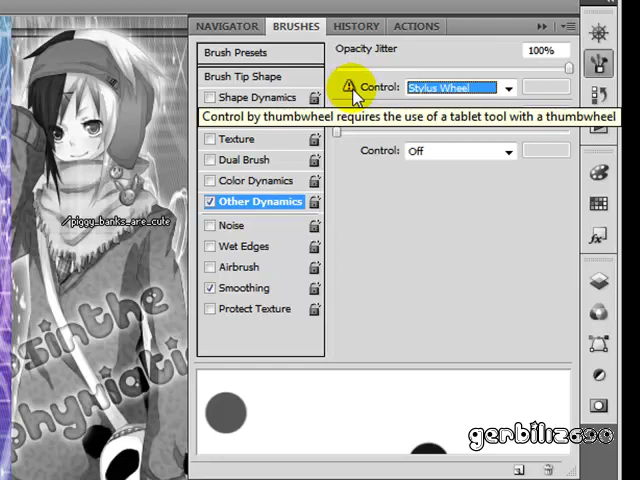 NAVIGATOR BRUSHES HISTORY ACTIONS
Brush Presets
Brush Tip Shape
Shape Dynamics
Texture
Dual Brush
Color Dynamics
Other Dynamics
Noise
Wet Edges
Airbrush
Smoothing
Protect Texture
Opacity Jitter 100%
Control: Stylus Wheel
Control by thumbwheel requires the use of a tablet tool with a thumbwheel
Control: Off
/piggy_banks_are_cute
gerbiliz690